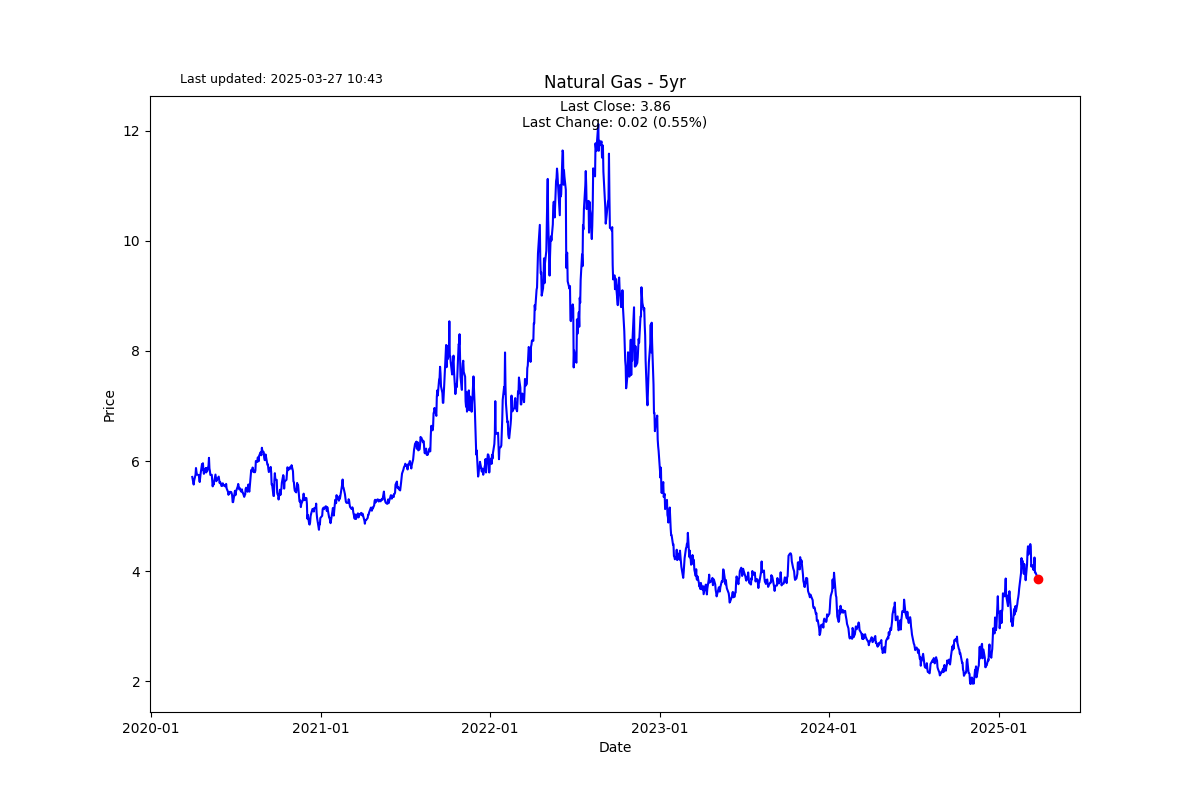 Last updated: 2025-03-27 10:43
Natural Gas - 5yr
Last Close: 3.86
Last Change: 0.02 (0.55%)
12
10
8
6
4
2
Price
2020-01
2021-01
2022-01
2023-01
2024-01
2025-01
Date